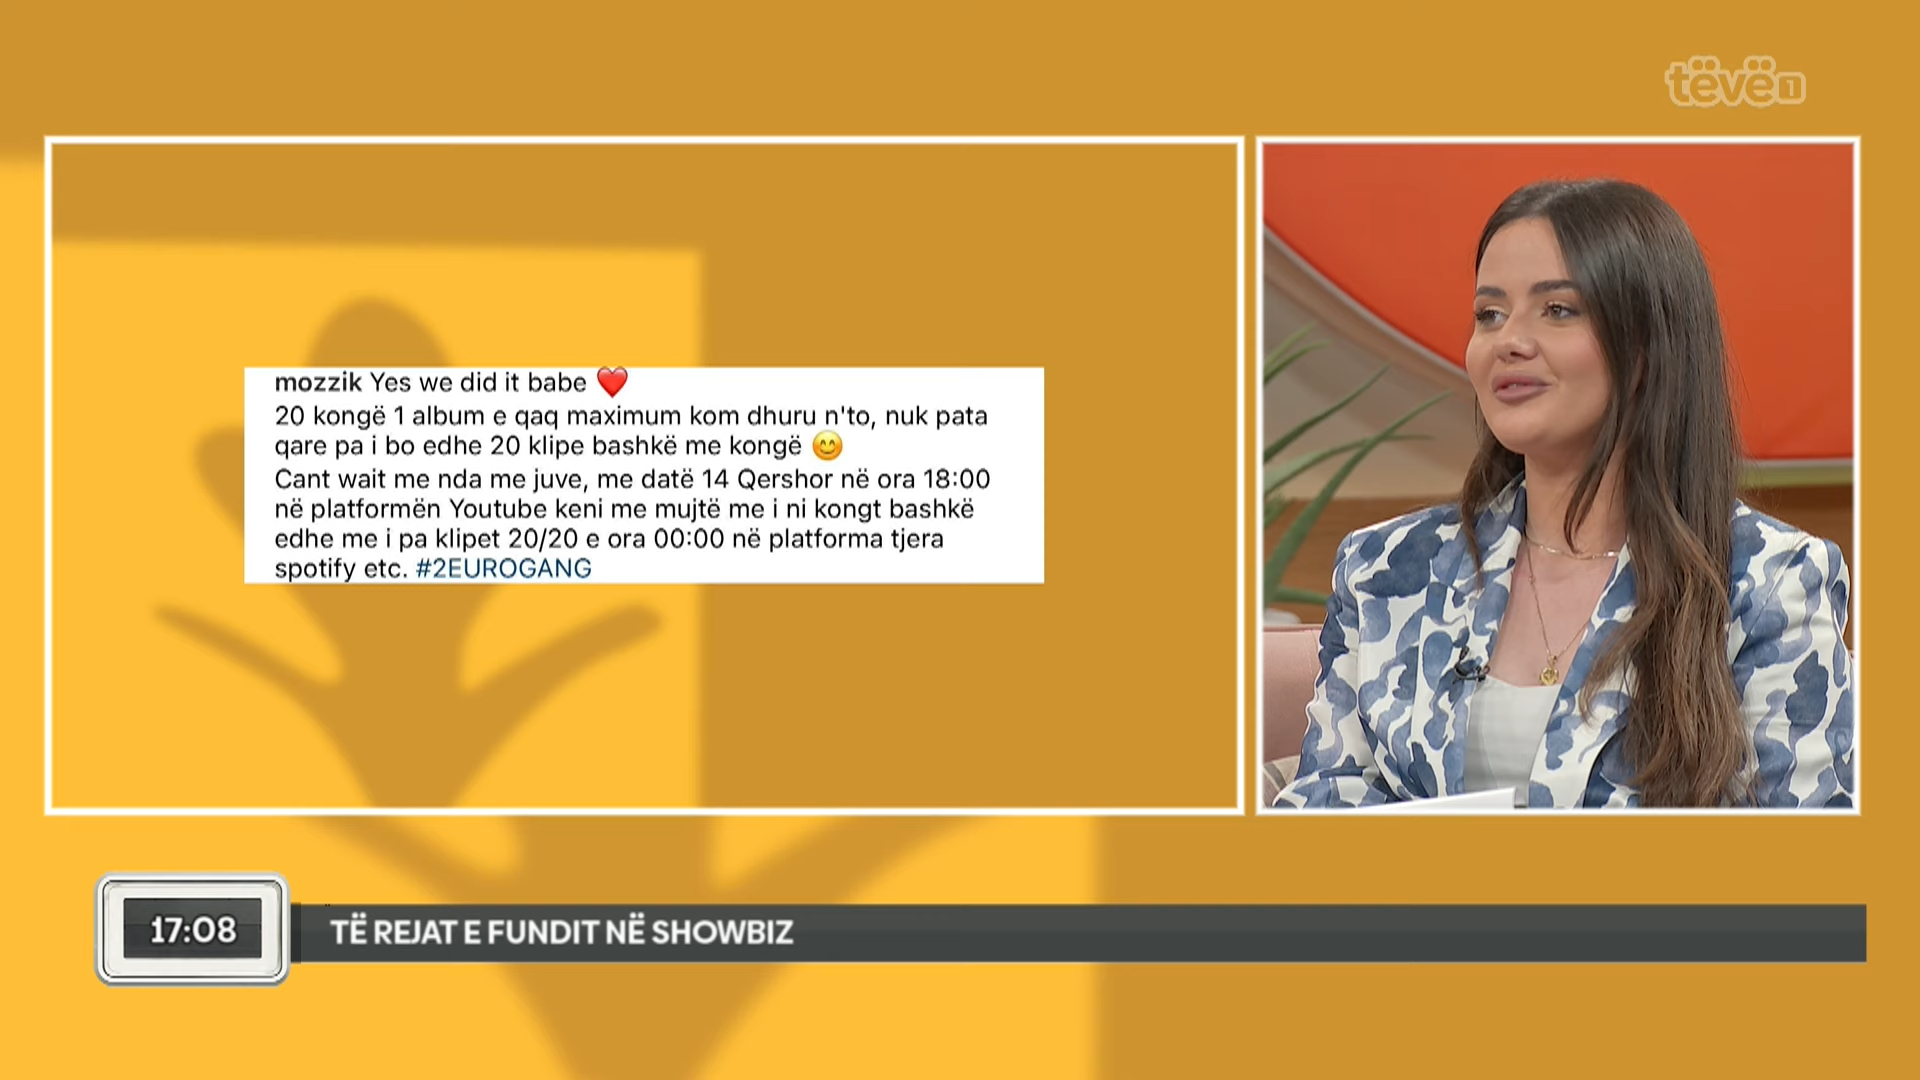 tëvë1
mozzik Yes we did it babe ❤️
20 kongë 1 album e qaq maximum kom dhuru n'to, nuk pata
qare pa i bo edhe 20 klipe bashkë me kongë 😊
Cant wait me nda me juve, me datë 14 Qershor në ora 18:00
në platformën Youtube keni me mujtë me i ni kongt bashkë
edhe me i pa klipet 20/20 e ora 00:00 në platforma tjera
spotify etc. #2EUROGANG
17:08
TË REJAT E FUNDIT NË SHOWBIZ